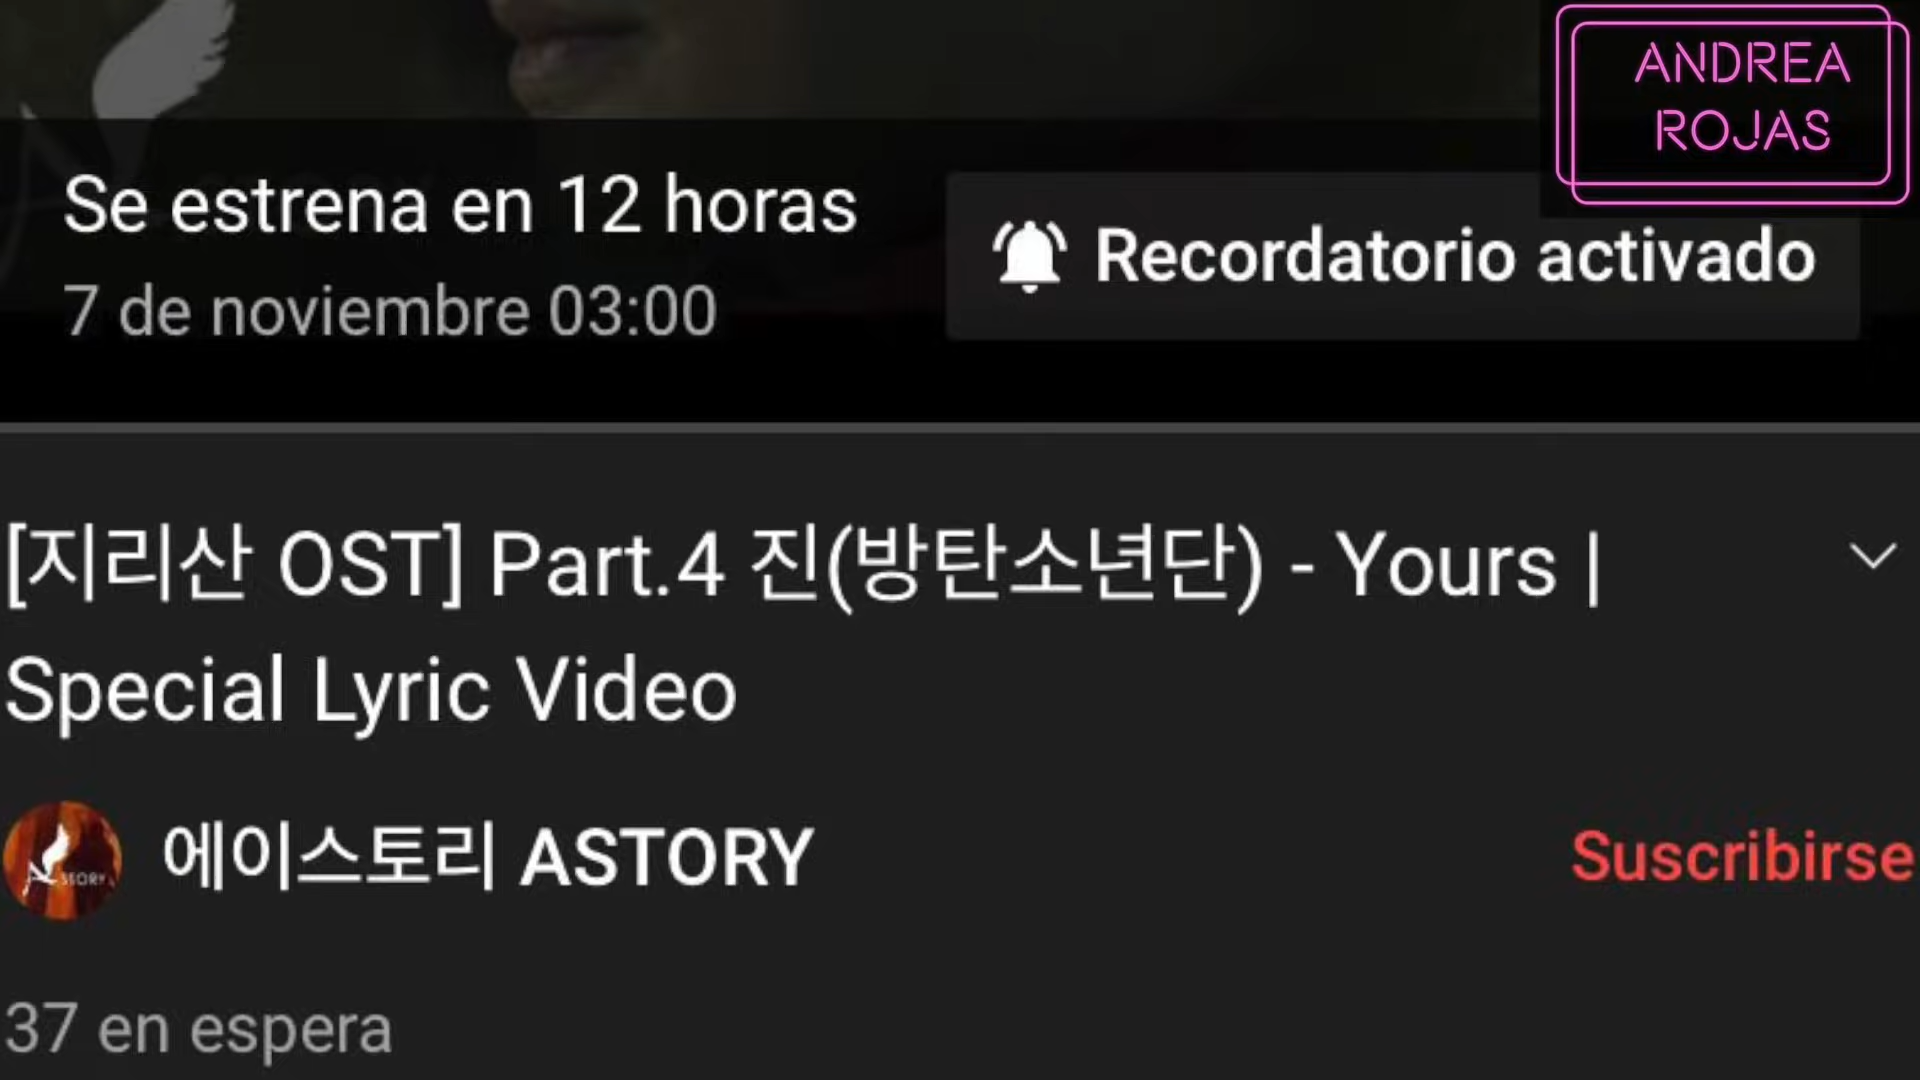 ANDREA
ROJAS
Se estrena en 12 horas
7 de noviembre 03:00
Recordatorio activado
[지리산 OST] Part.4 진(방탄소년단) - Yours |
Special Lyric Video
에이스토리 ASTORY
Suscribirse
37 en espera